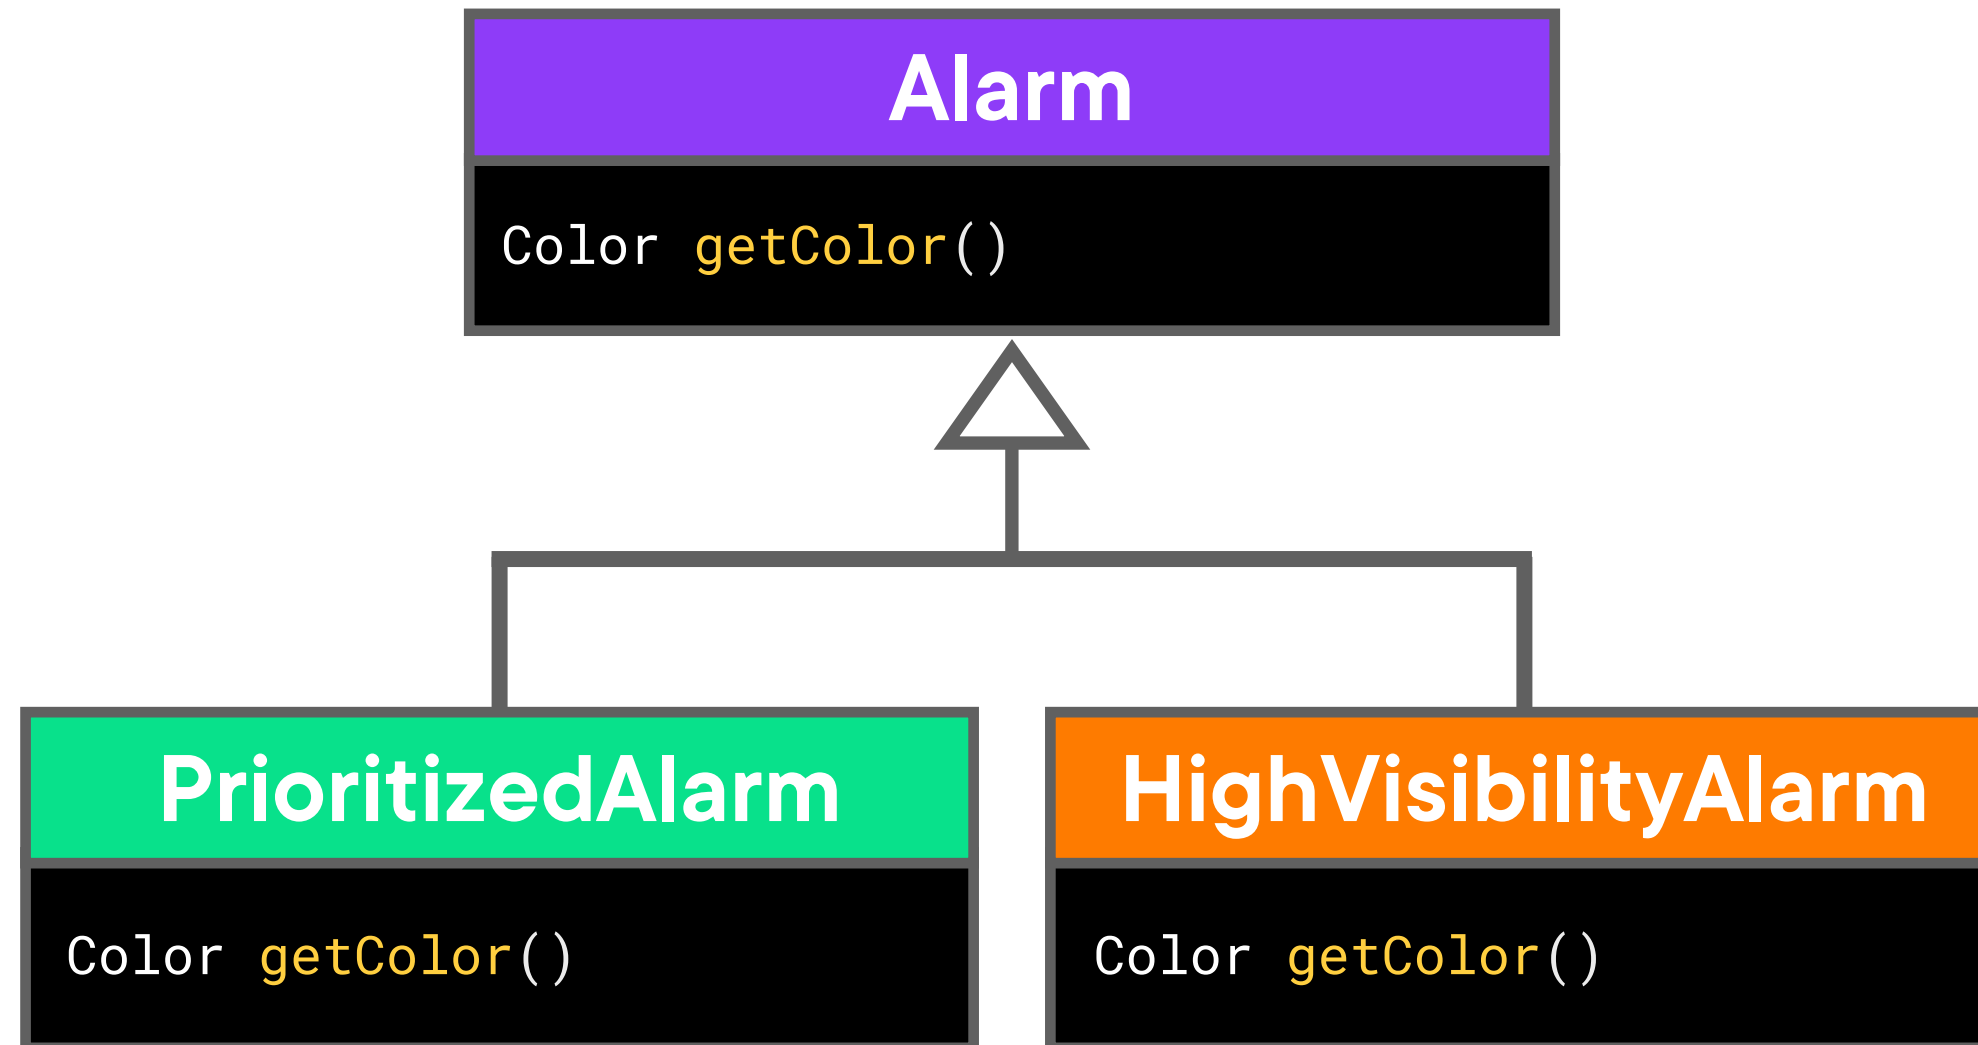 Alarm
Color getColor()
PrioritizedAlarm
Color getColor()
HighVisibilityAlarm
Color getColor()